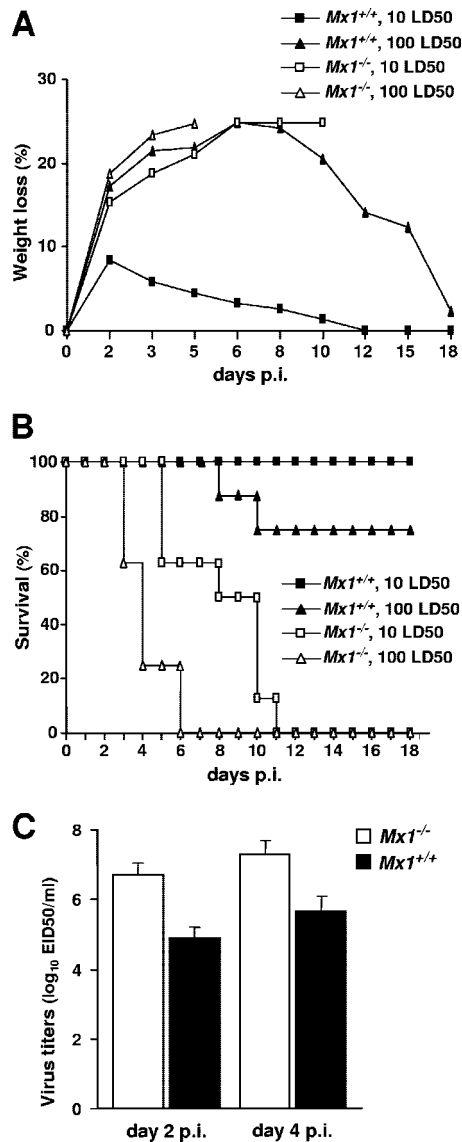 A
Mx1+/+, 10 LD50
Mx1+/+, 100 LD50
Mx1-/-, 10 LD50
Mx1-/-, 100 LD50
Weight loss (%)
30
20
10
0
0 2 3 5 6 8 10 12 15 18
days p.i.
B
Survival (%)
100
80
60
40
20
0
Mx1+/+, 10 LD50
Mx1+/+, 100 LD50
Mx1-/-, 10 LD50
Mx1-/-, 100 LD50
0 2 4 6 8 10 12 14 16 18
days p.i.
C
Mx1-/-
Mx1+/+
Virus titers (log10 EID50/ml)
8
6
4
2
0
day 2 p.i. day 4 p.i.